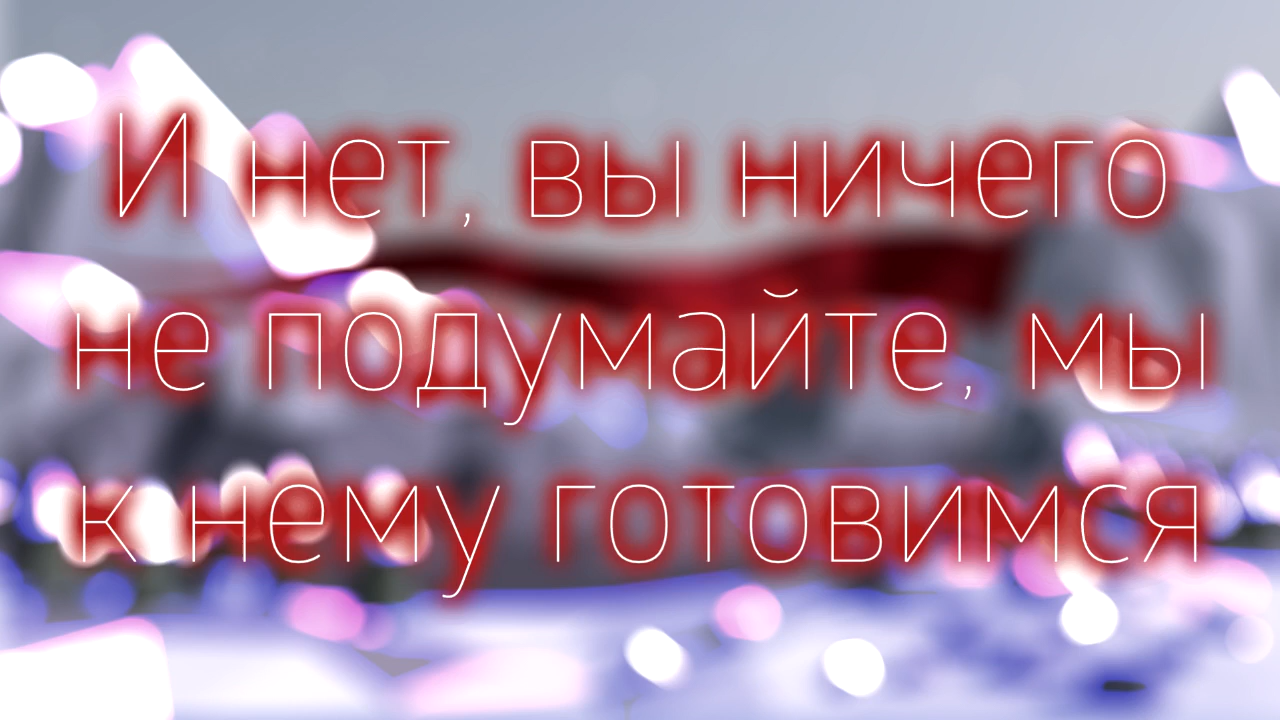 И нет, вы ничего
не подумайте, мы
к нему готовимся